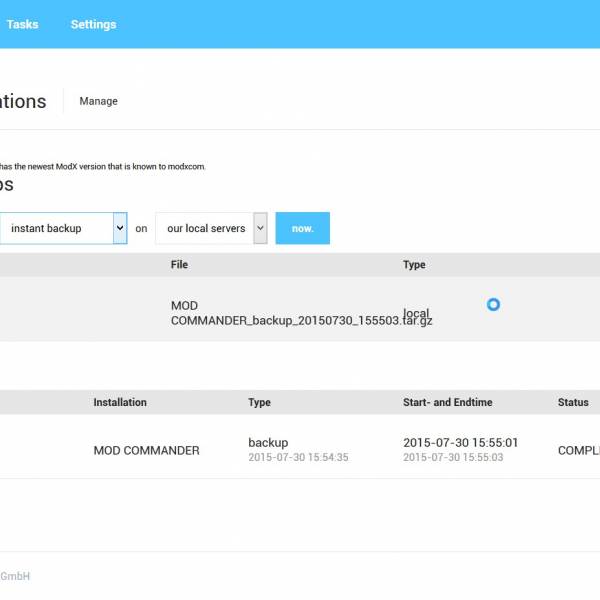 Tasks Settings
ations Manage
has the newest ModX version that is known to modxcom.
ps
instant backup on our local servers now.
File Type
MOD
COMMANDER_backup_20150730_155503.tar.gz local
Installation Type Start- and Endtime Status
MOD COMMANDER backup 2015-07-30 15:55:01 COMPL
2015-07-30 15:54:35 2015-07-30 15:55:03
GmbH